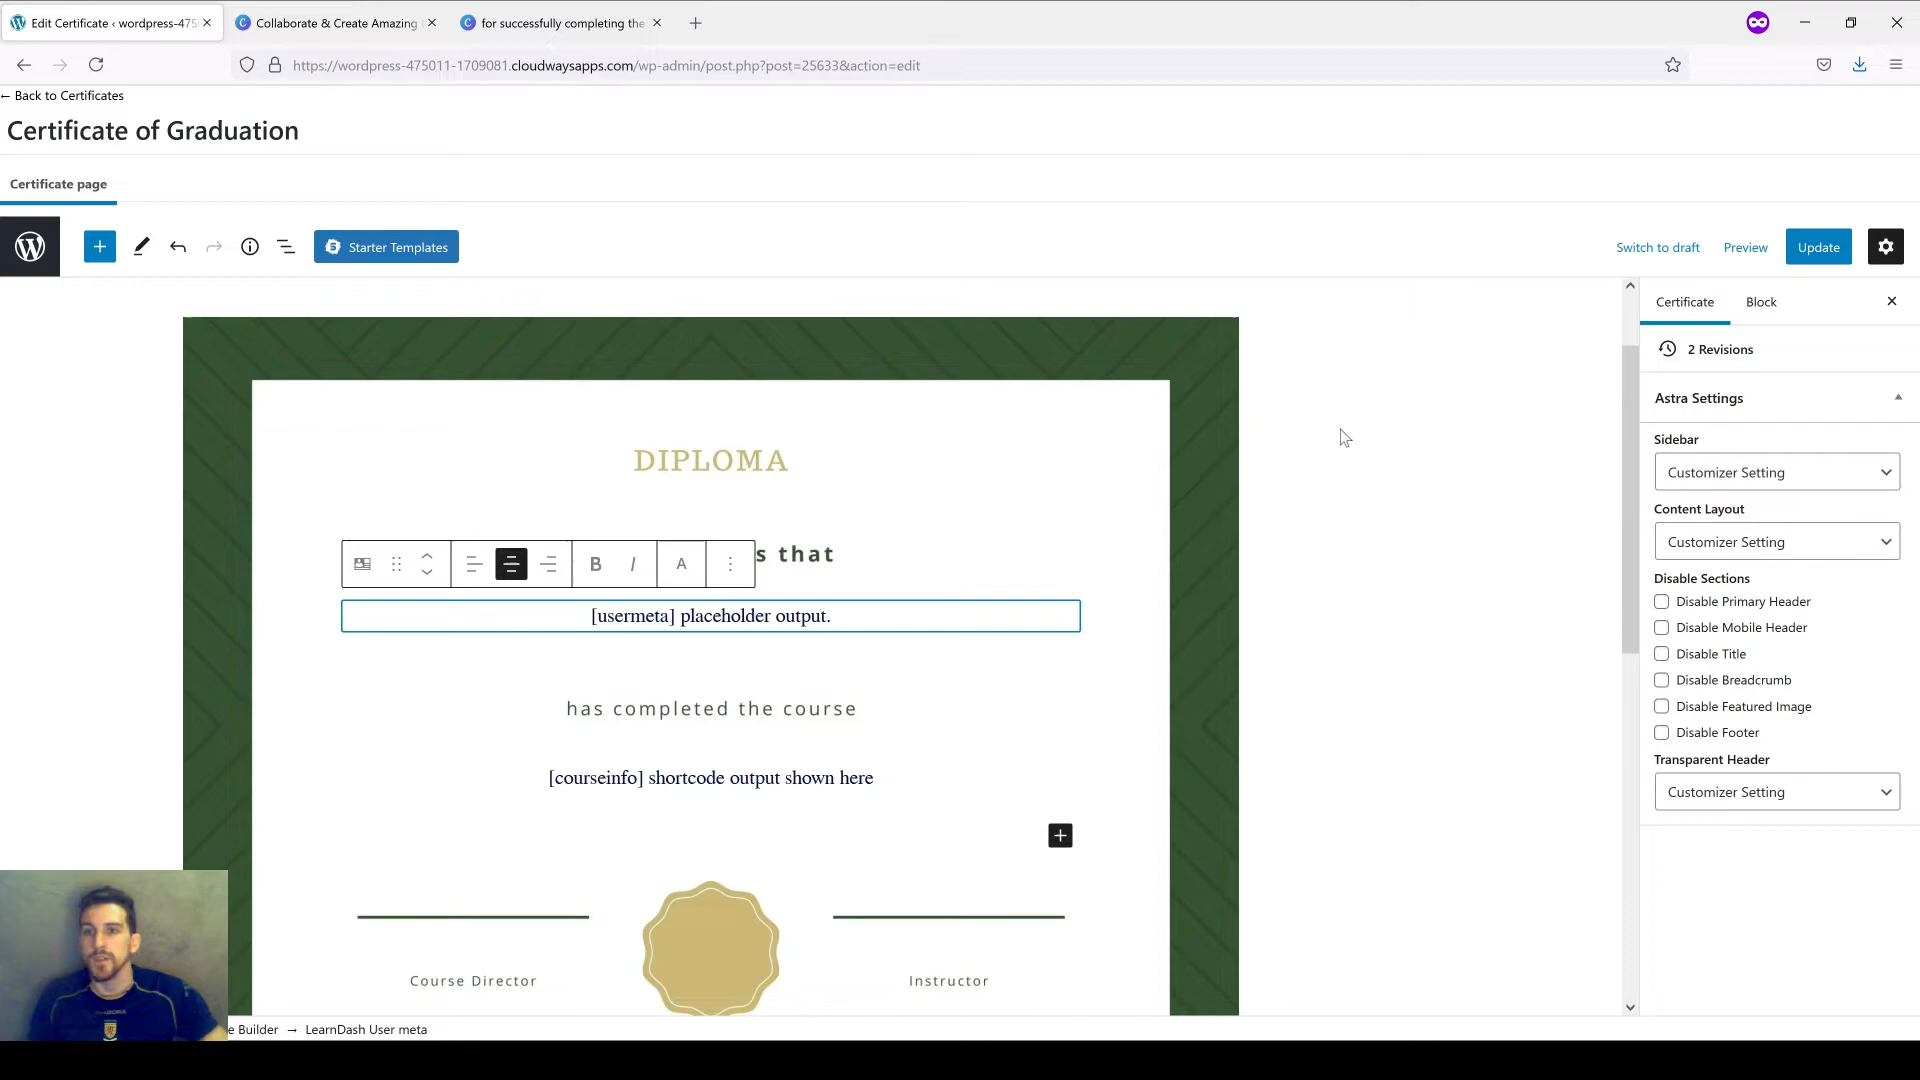 Edit Certificate ‹ wordpress-475
Collaborate & Create Amazing
for successfully completing the
https://wordpress-475011-1709081.cloudwaysapps.com/wp-admin/post.php?post=25633&action=edit
← Back to Certificates
Certificate of Graduation
Certificate page
Starter Templates
Switch to draft
Preview
Update
Certificate
Block
2 Revisions
Astra Settings
Sidebar
Customizer Setting
Content Layout
Customizer Setting
Disable Sections
Disable Primary Header
Disable Mobile Header
Disable Title
Disable Breadcrumb
Disable Featured Image
Disable Footer
Transparent Header
Customizer Setting
DIPLOMA
s that
B I A
[usermeta] placeholder output.
has completed the course
[courseinfo] shortcode output shown here
Course Director
Instructor
e Builder → LearnDash User meta